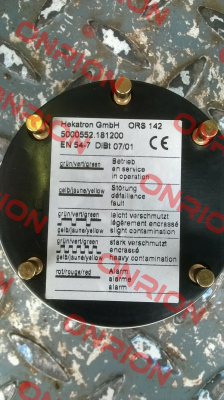 Hekatron GmbH ORS 142
5000552.181200
EN 54-7 DIBt 07/01
CE
grün/vert/green
Betrieb
en service
in operation
gelb/jaune/yellow
Störung
défaillance
fault
grün/vert/green
gelb/jaune/yellow
leicht verschmutzt
légèrement encrassé
slight contamination
grün/vert/green
gelb/jaune/yellow
stark verschmutzt
encrassé
heavy contamination
rot/rouge/red
alarm
alarme
alarm
ONRION